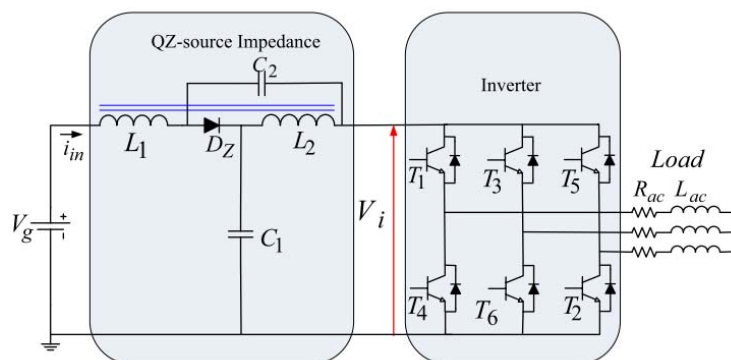 QZ-source Impedance
C2
L1
DZ
L2
iin
Vg
+
-
C1
Vi
Inverter
T1
T3
T5
T4
T6
T2
Load
Rac
Lac